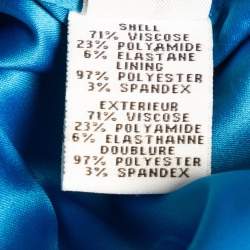 SHELL
71% VISCOSE
23% POLYAMIDE
6% ELASTANE
LINING
97% POLYESTER
3% SPANDEX
EXTERIEUR
71% VISCOSE
23% POLYAMIDE
6% ELASTHANNE
DOUBLURE
97% POLYESTER
3% SPANDEX